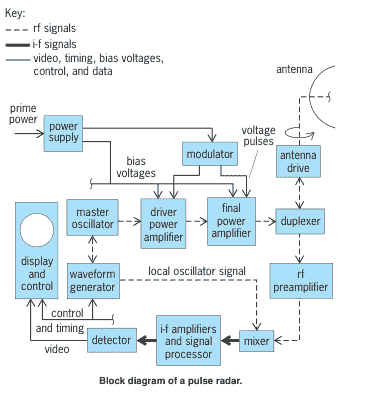 Key:
rf signals
i-f signals
video, timing, bias voltages,
control, and data
antenna
prime
power
power
supply
voltage
pulses
modulator
bias
voltages
antenna
drive
master
oscillator
driver
power
amplifier
final
power
amplifier
duplexer
display
and
control
waveform
generator
local oscillator signal
rf
preamplifier
control
and timing
video
detector
i-f amplifiers
and signal
processor
mixer
Block diagram of a pulse radar.